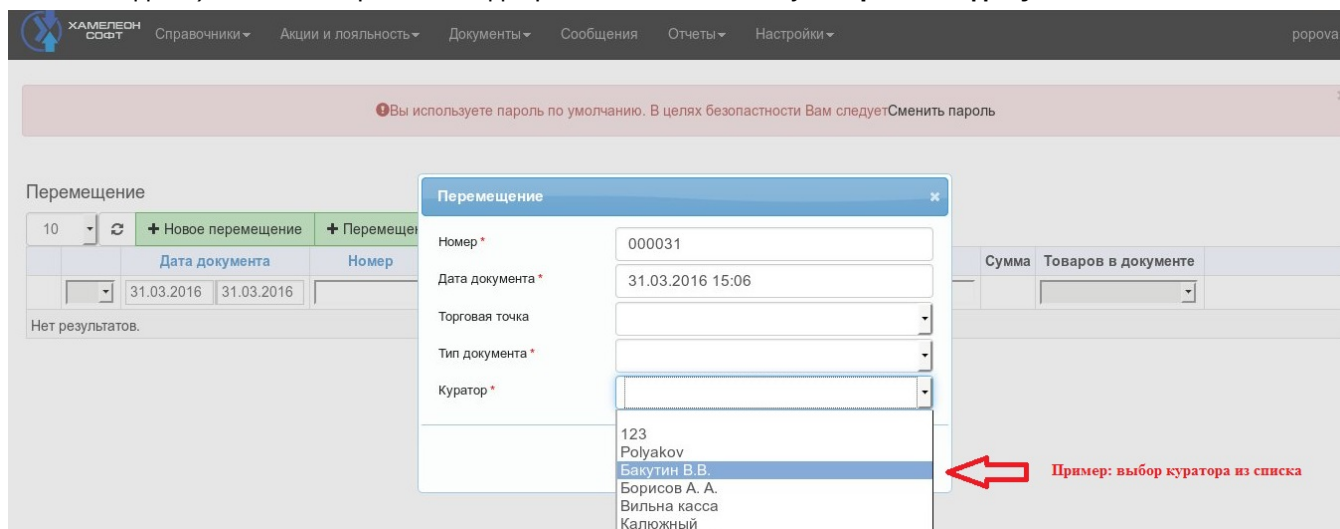 ХАМЕЛЕОН
СОФТ
Справочники Акции и лояльность Документы Сообщения Отчеты Настройки popova
Вы используете пароль по умолчанию. В целях безопастности Вам следуетСменить пароль
Перемещение
10 + Новое перемещение + Перемещен
Дата документа Номер Сумма Товаров в документе
31.03.2016 31.03.2016
Нет результатов.
Перемещение ×
Номер * 000031
Дата документа * 31.03.2016 15:06
Торговая точка
Тип документа *
Куратор *
123
Polyakov
Бакутин В.В.
Борисов А. А.
Вильна касса
Калюжный
Пример: выбор куратора из списка